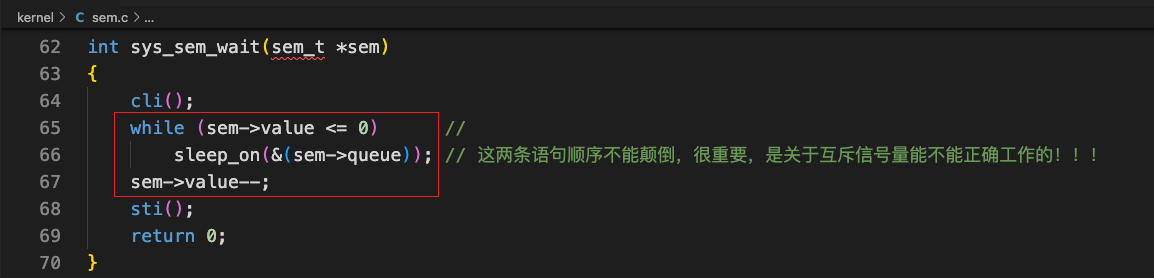 kernel > C sem.c > ...
62 int sys_sem_wait(sem_t *sem)
63 {
64     cli();
65     while (sem->value <= 0)        //
66         sleep_on(&(sem->queue)); // 这两条语句顺序不能颠倒，很重要，是关于互斥信号量能不能正确工作的！！！
67     sem->value--;
68     sti();
69     return 0;
70 }